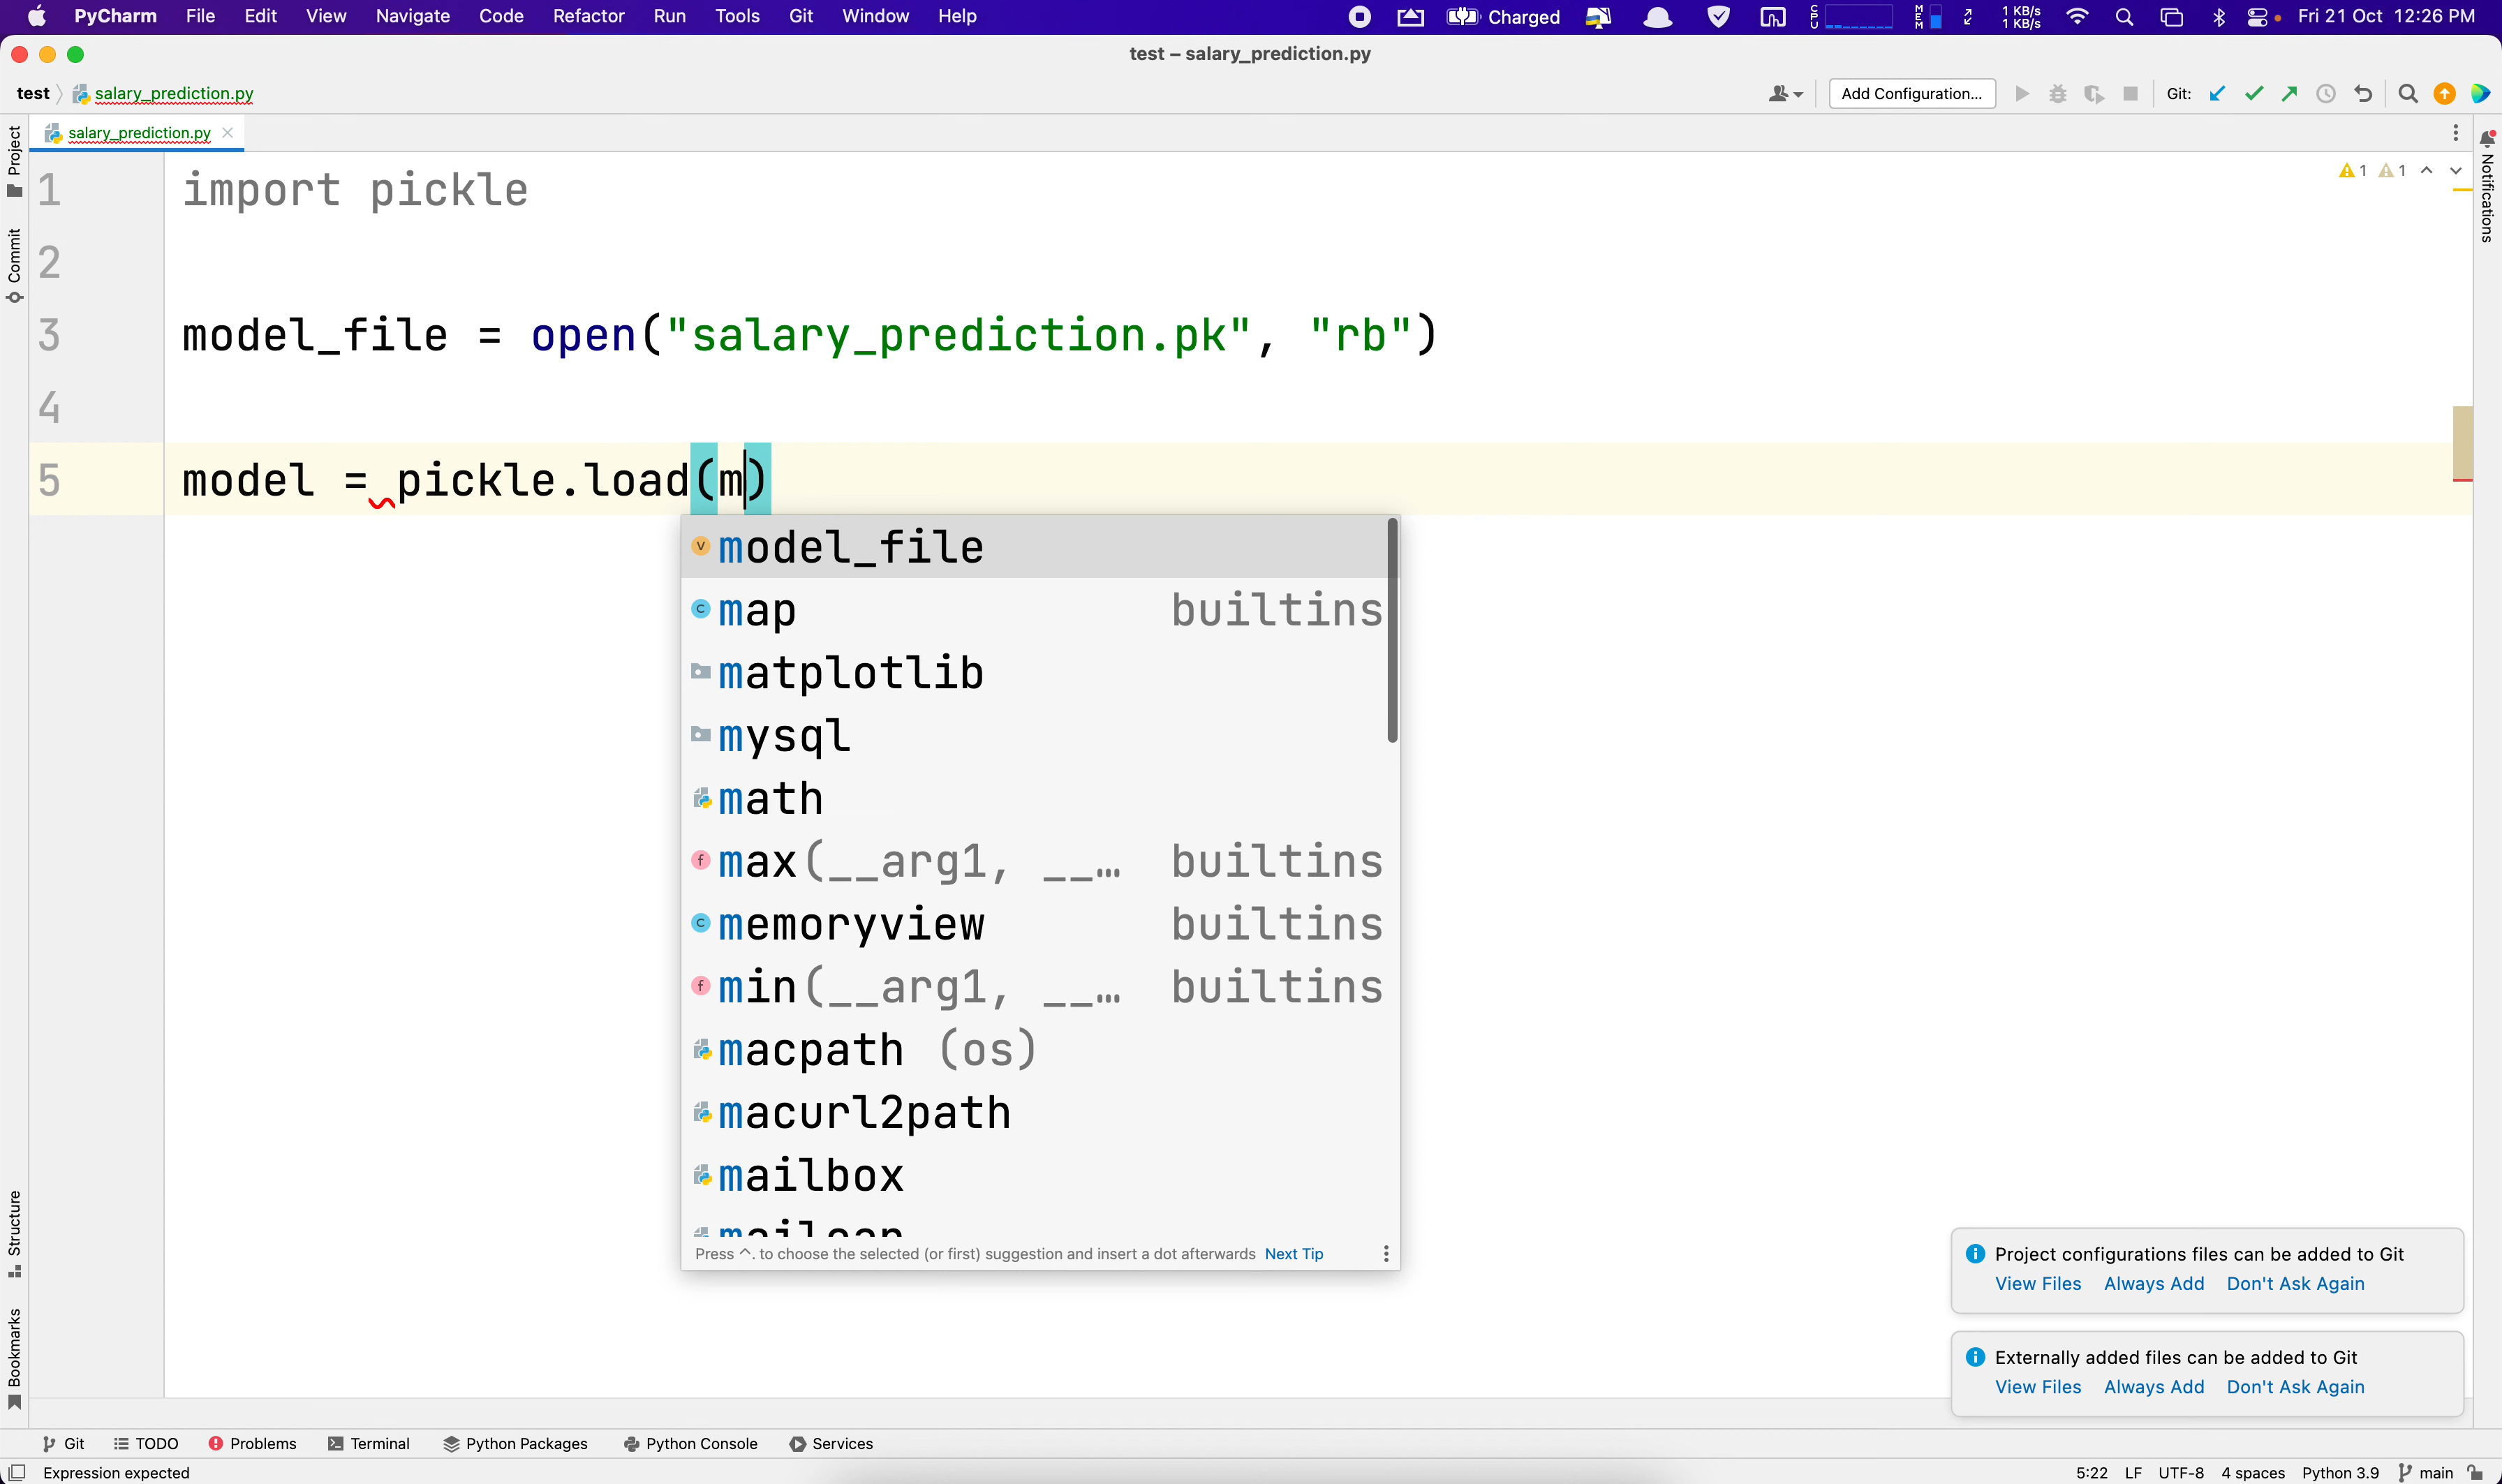 PyCharm File Edit View Navigate Code Refactor Run Tools Git Window Help Charged CPU MEM 1 KB/s 1 KB/s Fri 21 Oct 12:26 PM
test – salary_prediction.py
test salary_prediction.py Add Configuration... Git:
salary_prediction.py
Project
Commit
Structure
Bookmarks
Notifications
1 1
1 import pickle
2
3 model_file = open("salary_prediction.pk", "rb")
4
5 model = pickle.load(m)
model_file
map builtins
matplotlib
mysql
math
max(__arg1, __… builtins
memoryview builtins
min(__arg1, __… builtins
macpath (os)
macurl2path
mailbox
Press ^. to choose the selected (or first) suggestion and insert a dot afterwards Next Tip
Project configurations files can be added to Git
View Files Always Add Don't Ask Again
Externally added files can be added to Git
View Files Always Add Don't Ask Again
Git TODO Problems Terminal Python Packages Python Console Services
Expression expected 5:22 LF UTF-8 4 spaces Python 3.9 main